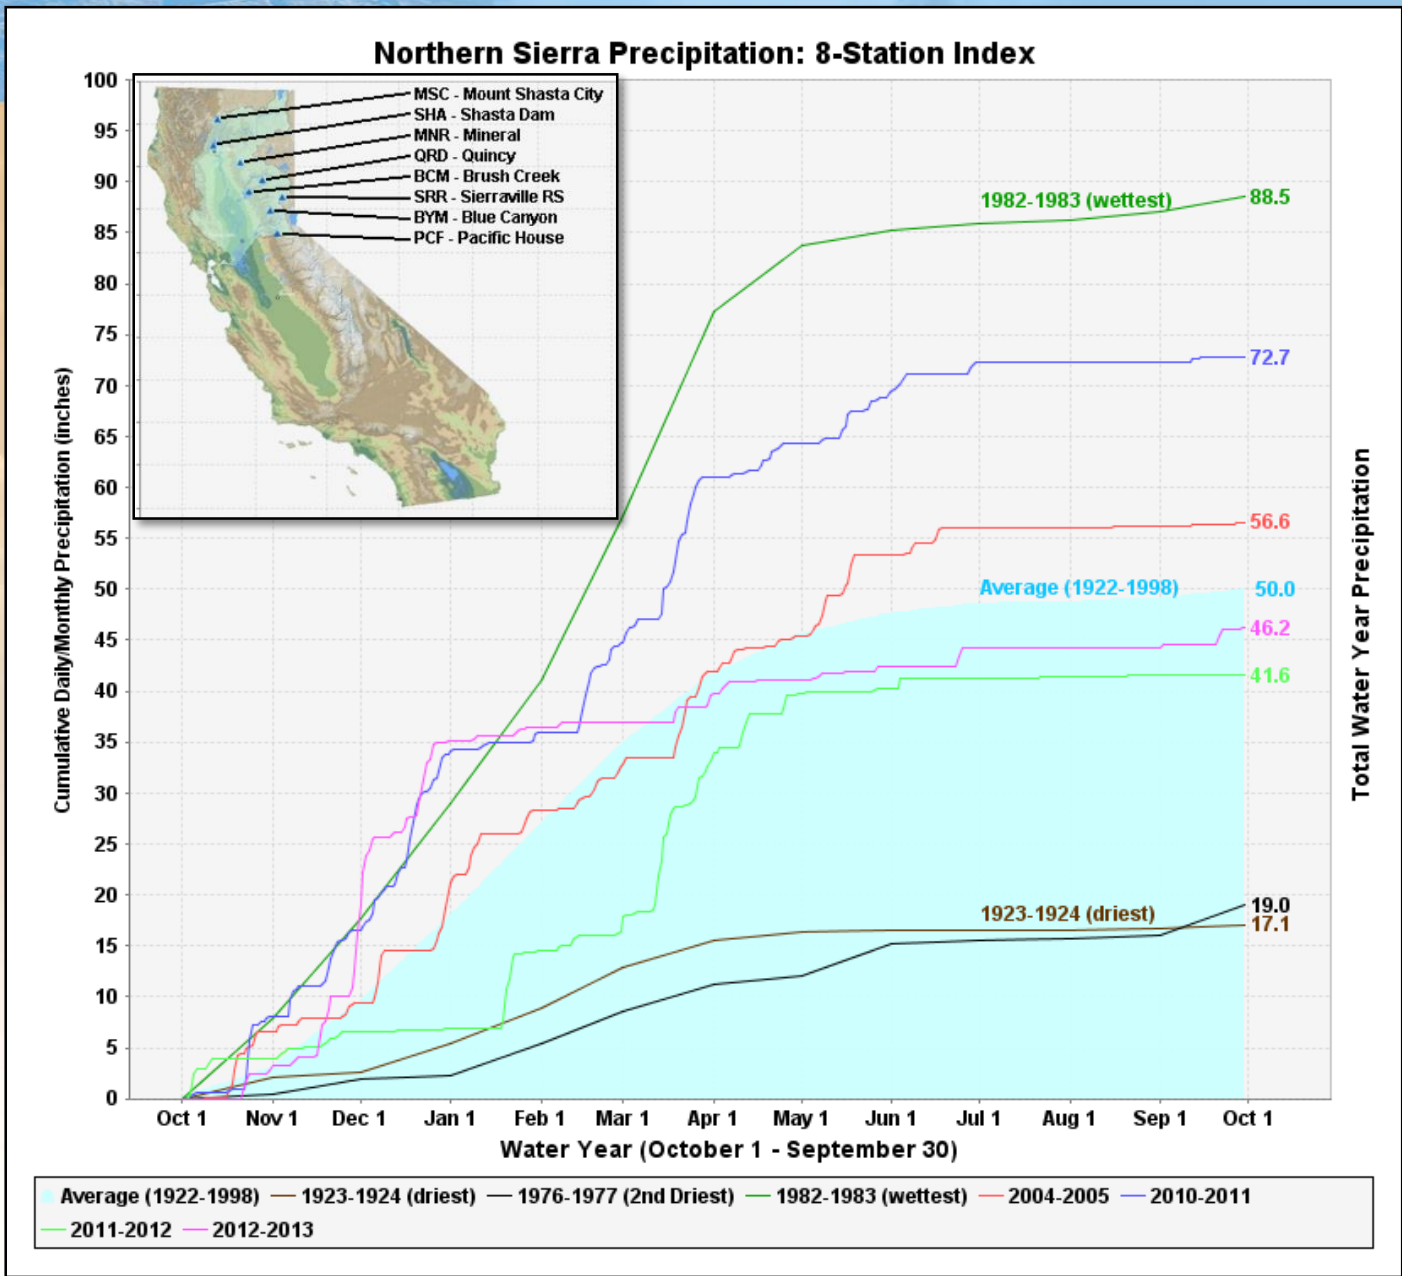 Northern Sierra Precipitation: 8-Station Index
100
95
90
85
80
75
70
65
60
55
50
45
40
35
30
25
20
15
10
5
0
Cumulative Daily/Monthly Precipitation (inches)
MSC - Mount Shasta City
SHA - Shasta Dam
MNR - Mineral
QRD - Quincy
BCM - Brush Creek
SRR - Sierraville RS
BYM - Blue Canyon
PCF - Pacific House
1982-1983 (wettest)
88.5
72.7
56.6
Average (1922-1998)
50.0
46.2
41.6
1923-1924 (driest)
19.0
17.1
Total Water Year Precipitation
Oct 1 Nov 1 Dec 1 Jan 1 Feb 1 Mar 1 Apr 1 May 1 Jun 1 Jul 1 Aug 1 Sep 1 Oct 1
Water Year (October 1 - September 30)
Average (1922-1998) 1923-1924 (driest) 1976-1977 (2nd Driest) 1982-1983 (wettest) 2004-2005 2010-2011
2011-2012 2012-2013